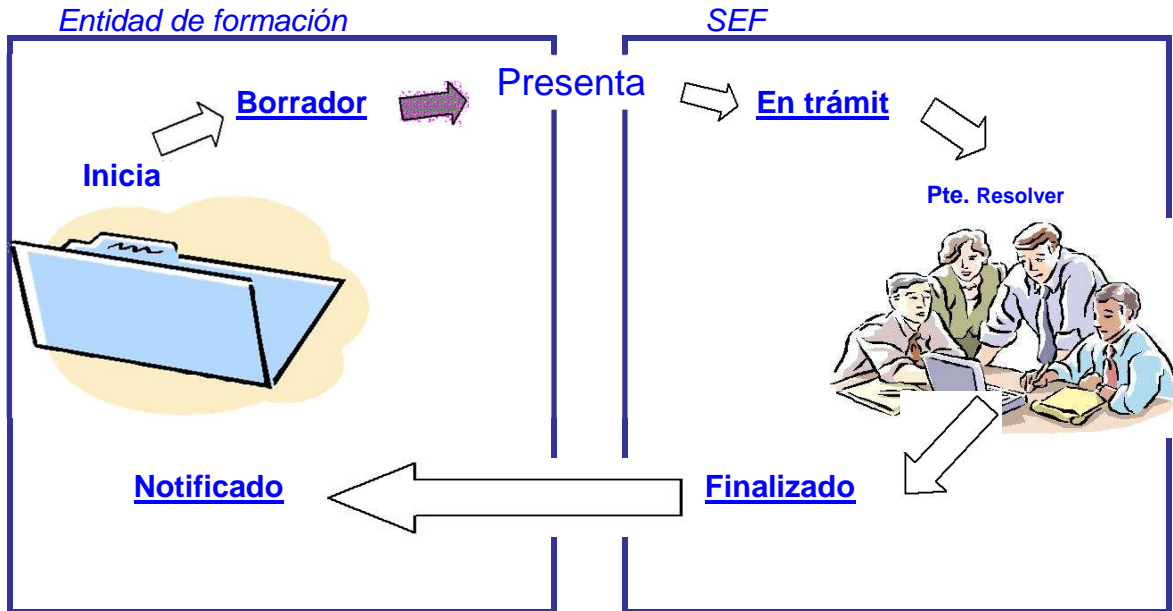 Entidad de formación
SEF
Presenta
Borrador
En trámit
Inicia
Pte. Resolver
Notificado
Finalizado